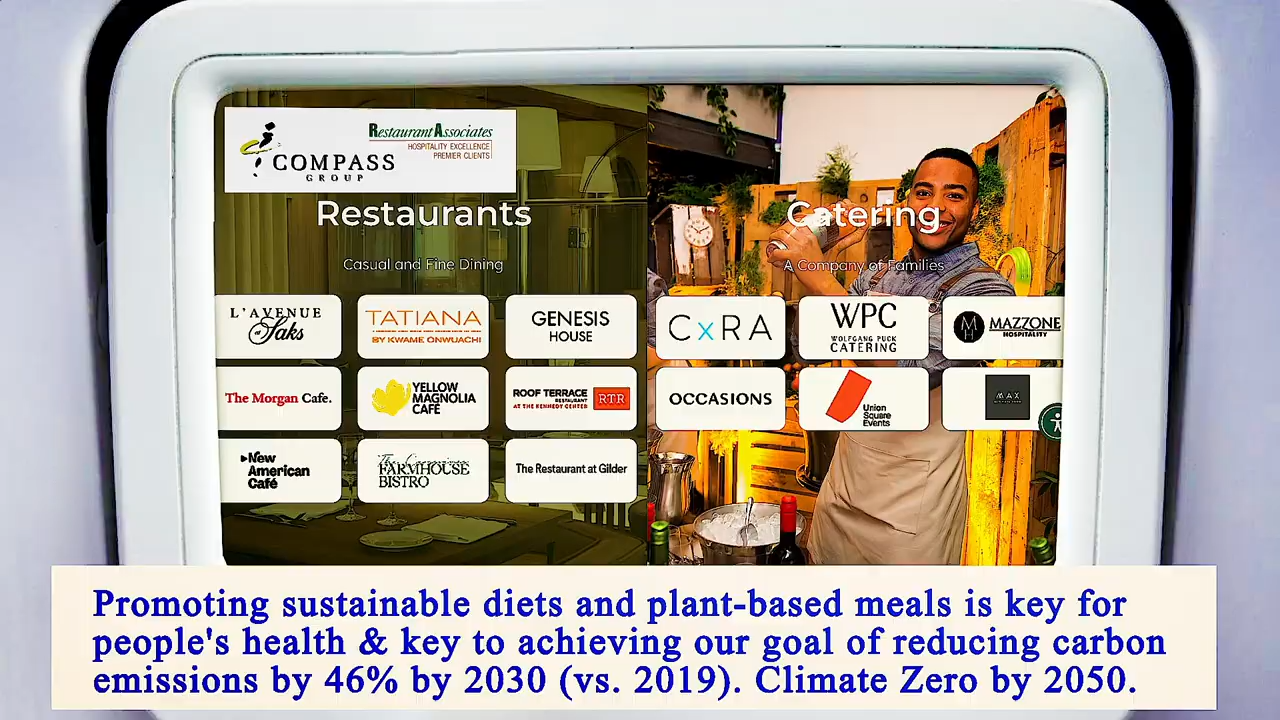 COMPASS
GROUP
RESTAURANT ASSOCIATES
HOSPITALITY EXCELLENCE
PREMIER CLIENTS
Restaurants
Casual and Fine Dining
L'AVENUE
Saks
TATIANA
BY KWAME ONWUACHI
GENESIS
HOUSE
The Morgan Cafe.
YELLOW
MAGNOLIA
CAFÉ
ROOF TERRACE
RESTAURANT
AT THE KENNEDY CENTER
RTR
New
American
Café
FARMHOUSE
BISTRO
The Restaurant at Gilder
Catering
A Company of Families
CxRA
WPC
WOLFGANG PUCK
CATERING
MAZZONE
HOSPITALITY
OCCASIONS
Union
Square
Events
MAX
Promoting sustainable diets and plant-based meals is key for
people's health & key to achieving our goal of reducing carbon
emissions by 46% by 2030 (vs. 2019). Climate Zero by 2050.